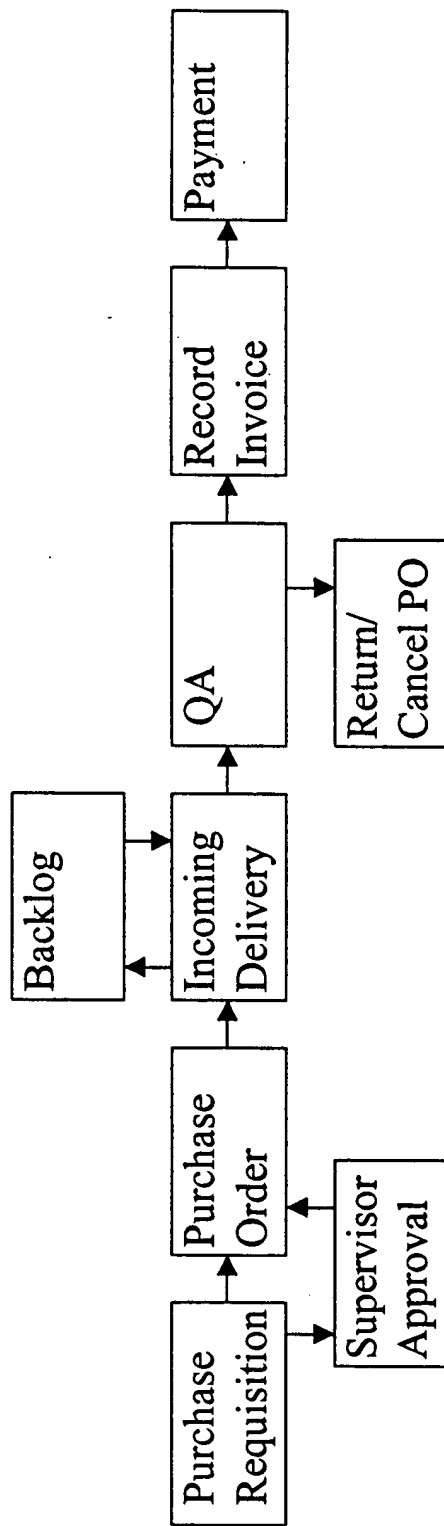 Purchase
Requisition
Supervisor
Approval
Purchase
Order
Backlog
Incoming
Delivery
QA
Return/
Cancel PO
Record
Invoice
Payment